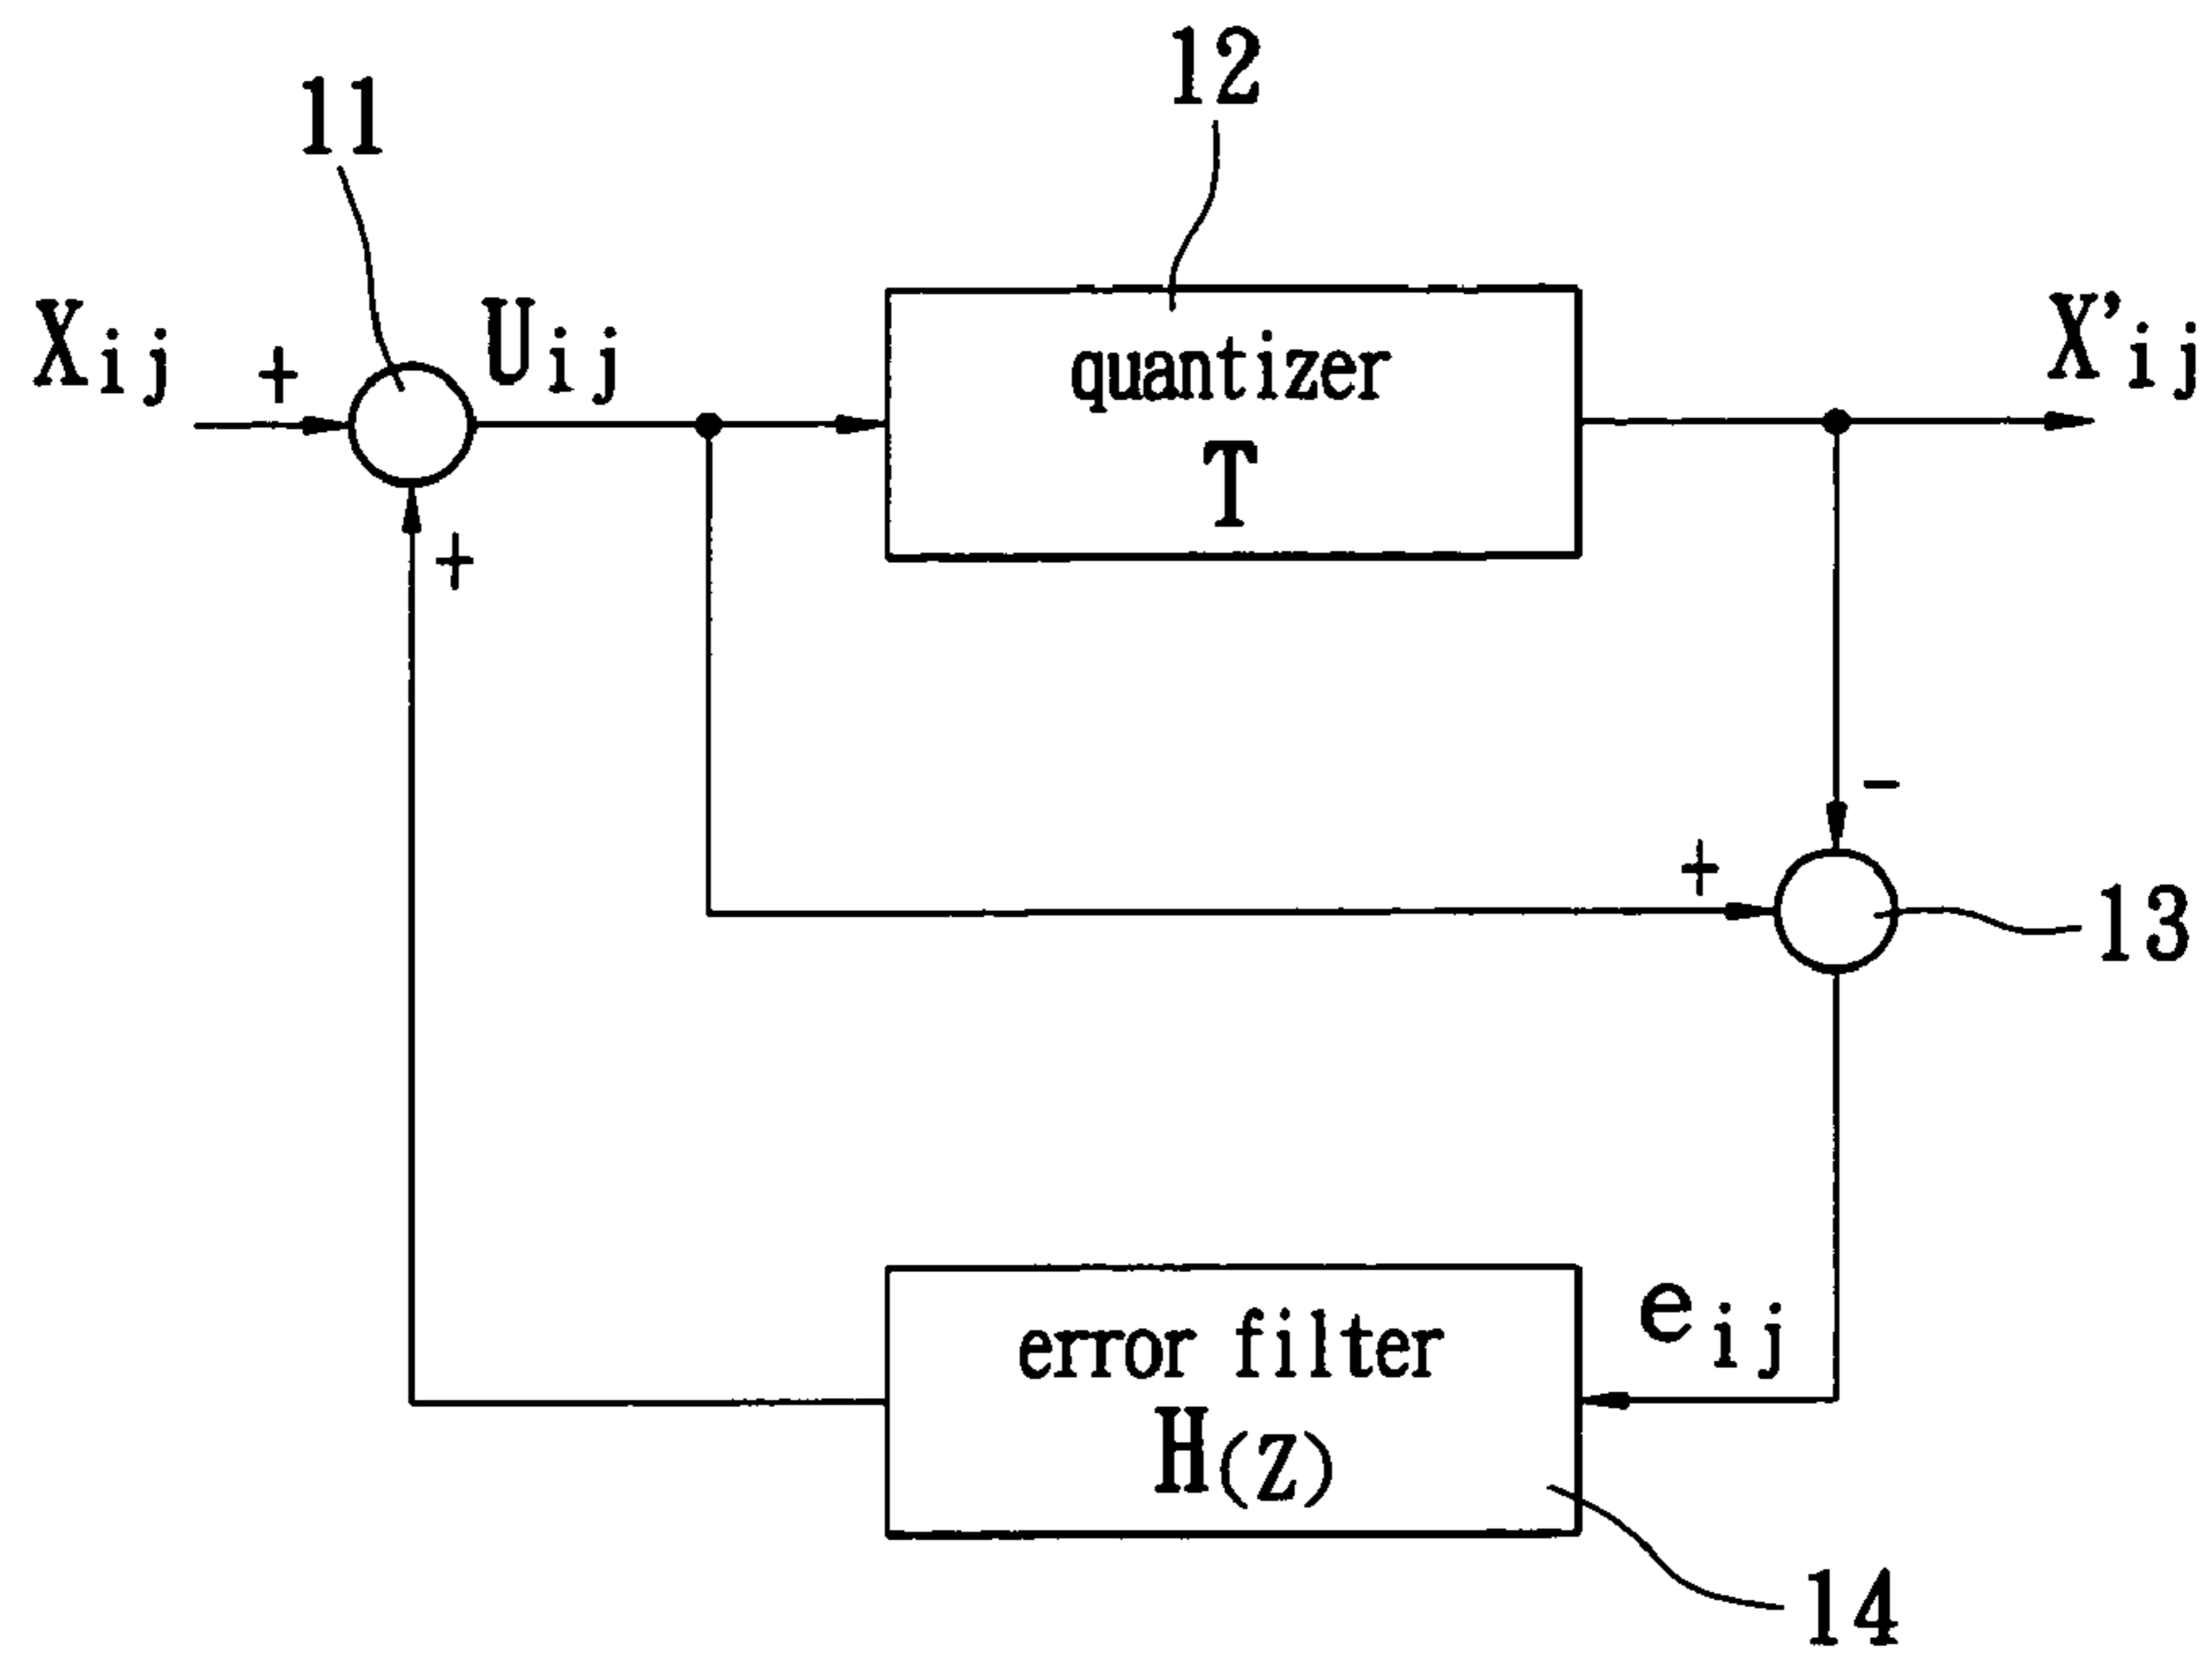 12
11
Xij
+
Uij
quantizer
T
X'ij
+
-
+
13
error filter
H(Z)
eij
14